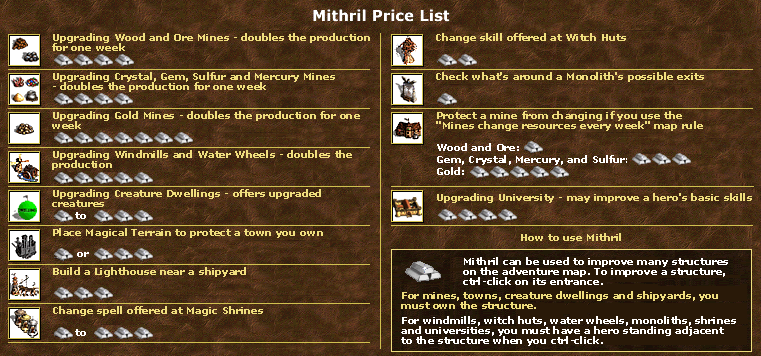 Mithril Price List
Upgrading Wood and Ore Mines - doubles the production
for one week
Upgrading Crystal, Gem, Sulfur and Mercury Mines
- doubles the production for one week
Upgrading Gold Mines - doubles the production for one
week
Upgrading Windmills and Water Wheels - doubles the
production
Upgrading Creature Dwellings - offers upgraded
creatures
to
Place Magical Terrain to protect a town you own
or
Build a Lighthouse near a shipyard
Change spell offered at Magic Shrines
to
Change skill offered at Witch Huts
Check what's around a Monolith's possible exits
Protect a mine from changing if you use the
"Mines change resources every week" map rule
Wood and Ore:
Gem, Crystal, Mercury, and Sulfur:
Gold:
Upgrading University - may improve a hero's basic skills
How to use Mithril
Mithril can be used to improve many structures
on the adventure map. To improve a structure,
ctrl-click on its entrance.
For mines, towns, creature dwellings and shipyards, you
must own the structure.
For windmills, witch huts, water wheels, monoliths, shrines
and universities, you must have a hero standing adjacent
to the structure when you ctrl-click.